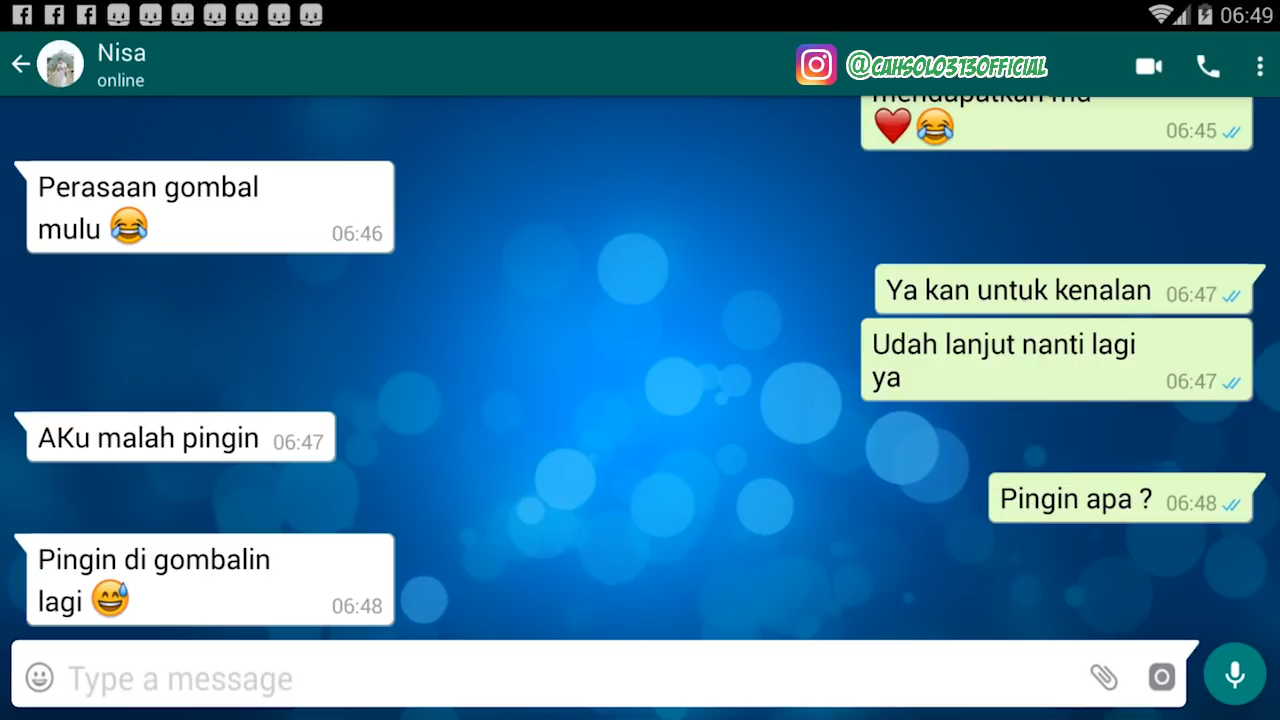 06:49
Nisa
online
@CAHSOLO313OFFICIAL
mendapatkan mu
❤️😂
06:45
Perasaan gombal
mulu 😂
06:46
Ya kan untuk kenalan 06:47
Udah lanjut nanti lagi
ya
06:47
AKu malah pingin 06:47
Pingin apa ? 06:48
Pingin di gombalin
lagi 😅
06:48
Type a message